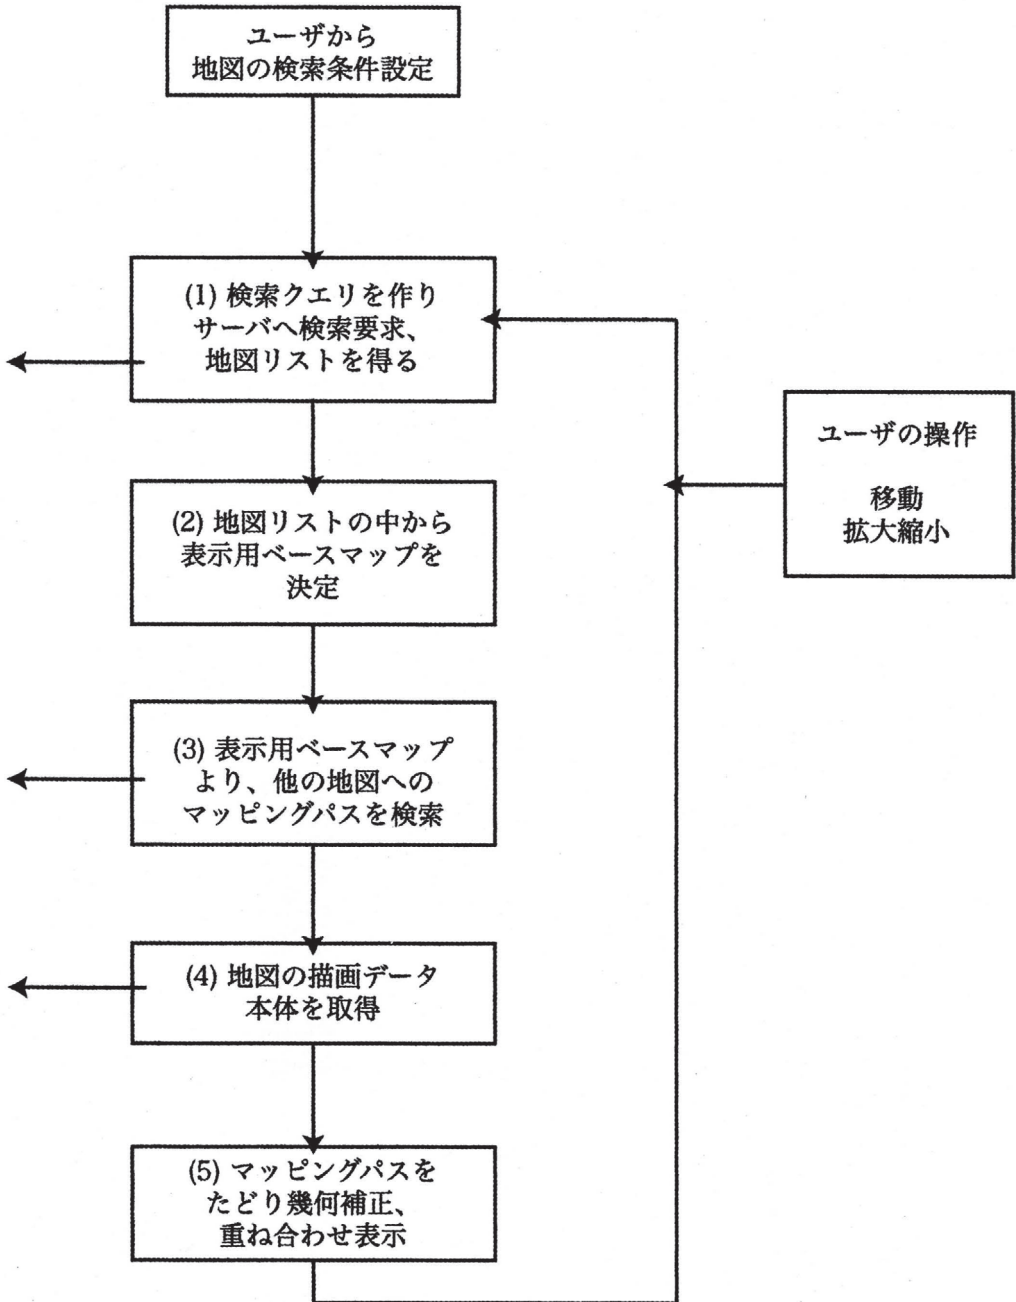 ユーザから
地図の検索条件設定
(1) 検索クエリを作り
サーバへ検索要求、
地図リストを得る
(2) 地図リストの中から
表示用ベースマップを
決定
(3) 表示用ベースマップ
より、他の地図への
マッピングパスを検索
(4) 地図の描画データ
本体を取得
(5) マッピングパスを
たどり幾何補正、
重ね合わせ表示
ユーザの操作
移動
拡大縮小